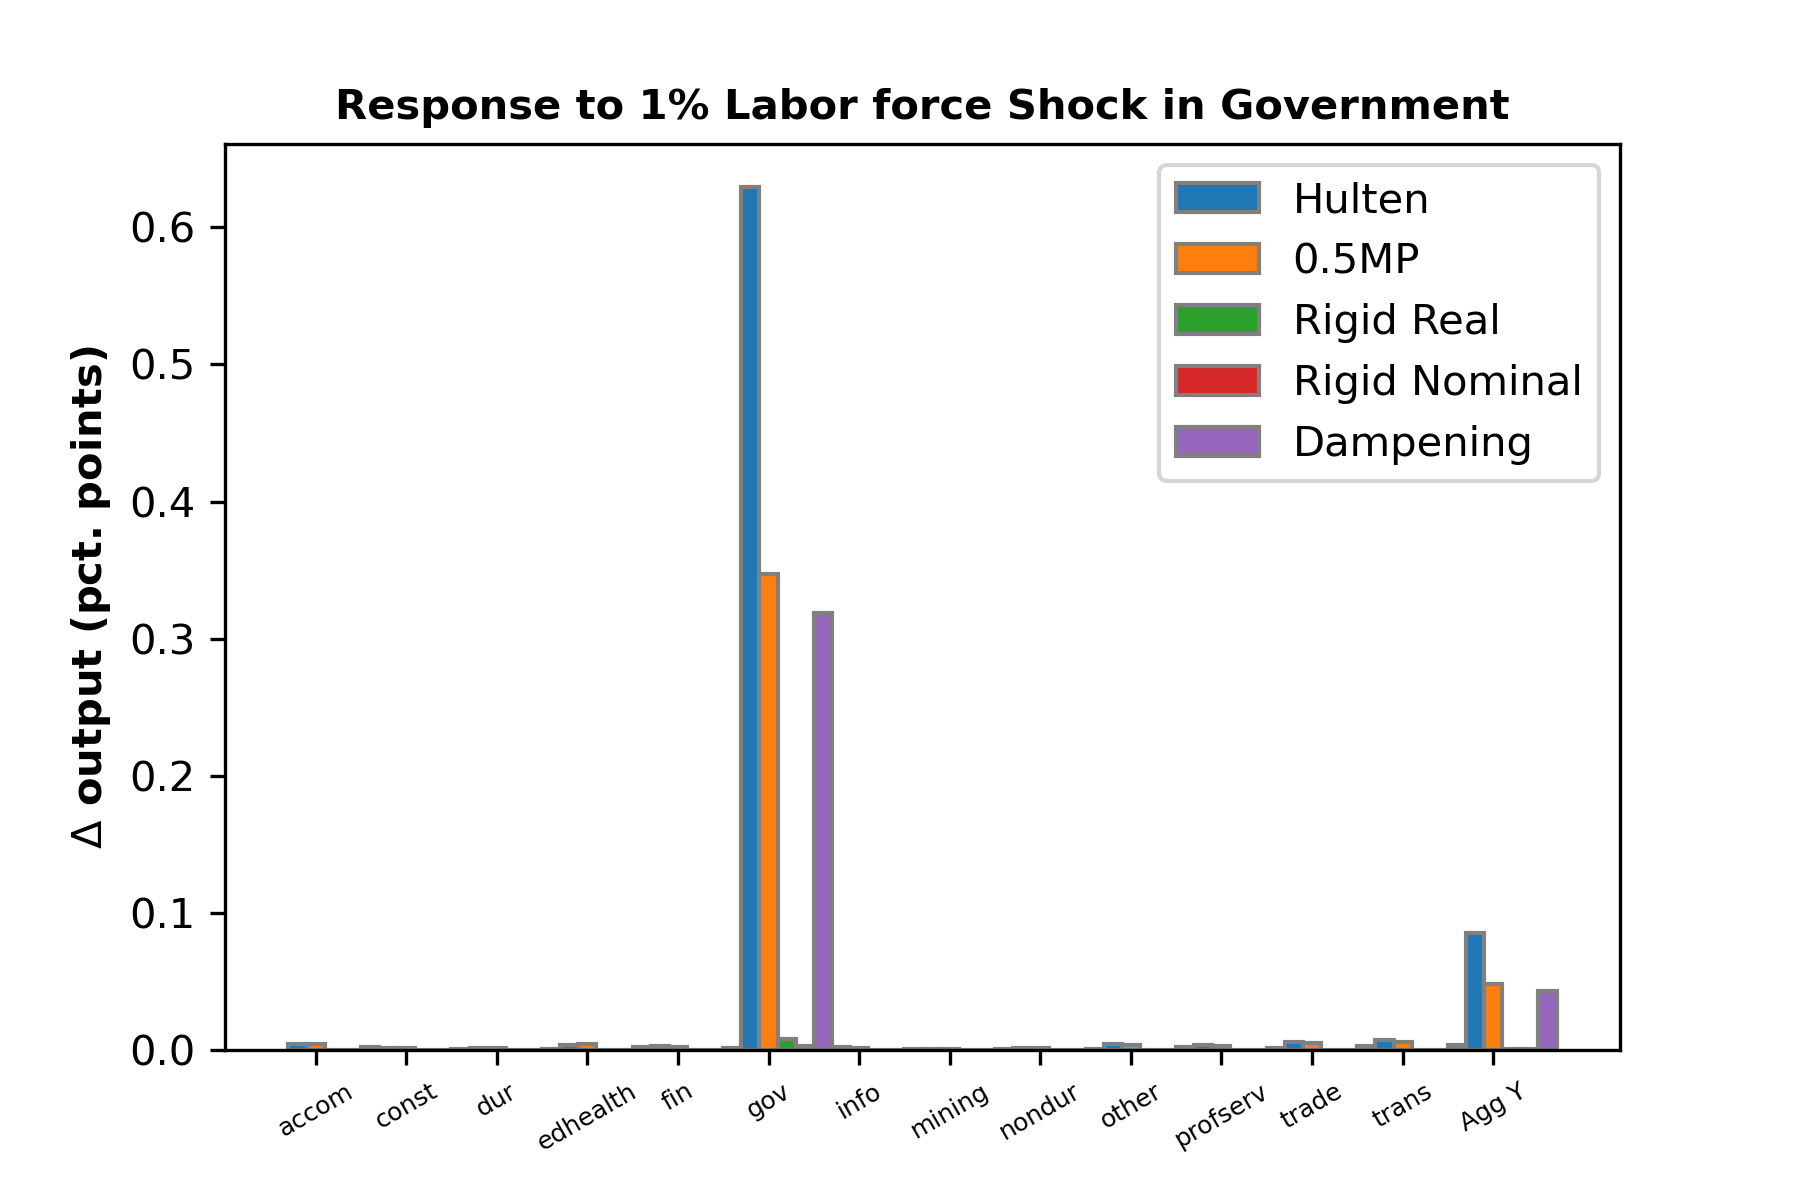 Response to 1% Labor force Shock in Government
Δ output (pct. points)
0.6
0.5
0.4
0.3
0.2
0.1
0.0
Hulten
0.5MP
Rigid Real
Rigid Nominal
Dampening
accom
const
dur
edhealth
fin
gov
info
mining
nondur
other
profserv
trade
trans
Agg Y